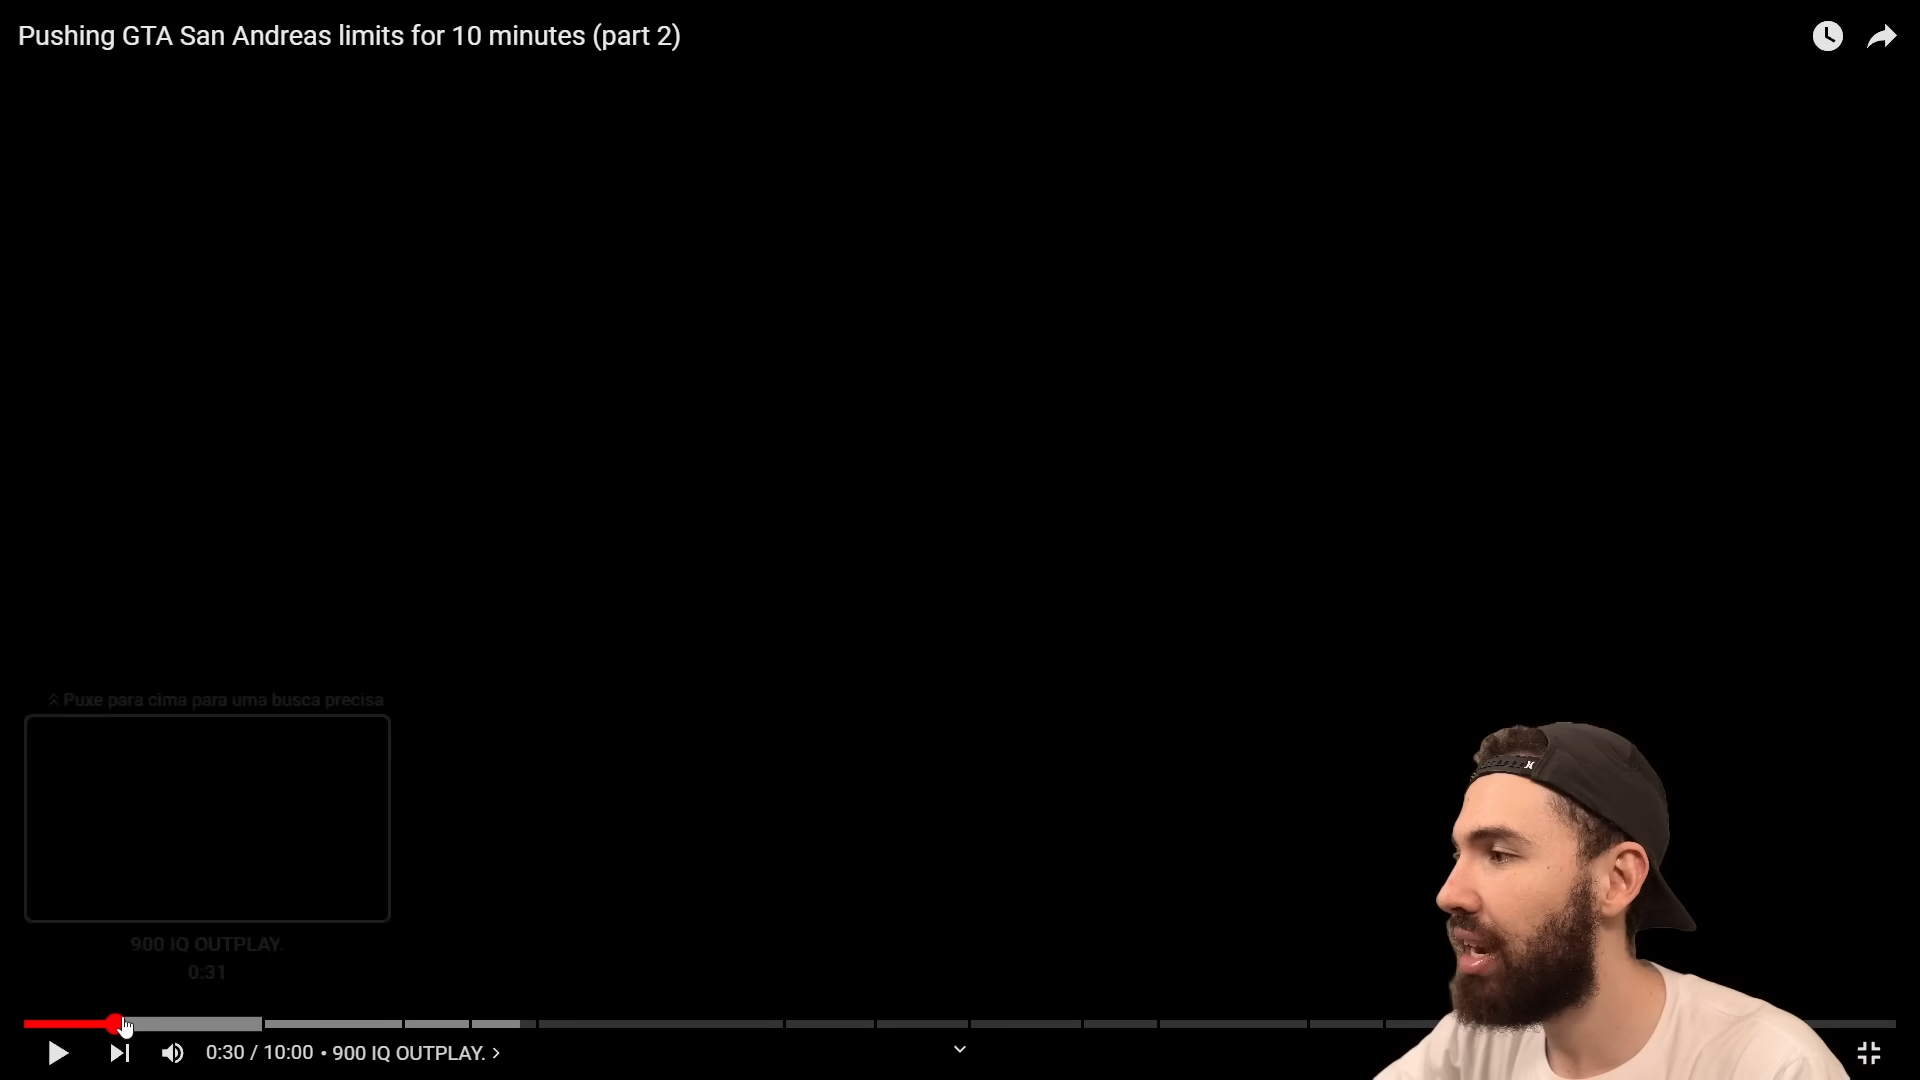 Pushing GTA San Andreas limits for 10 minutes (part 2)
Puxe para cima para uma busca precisa
900 IQ OUTPLAY.
0:31
0:30 / 10:00 • 900 IQ OUTPLAY.